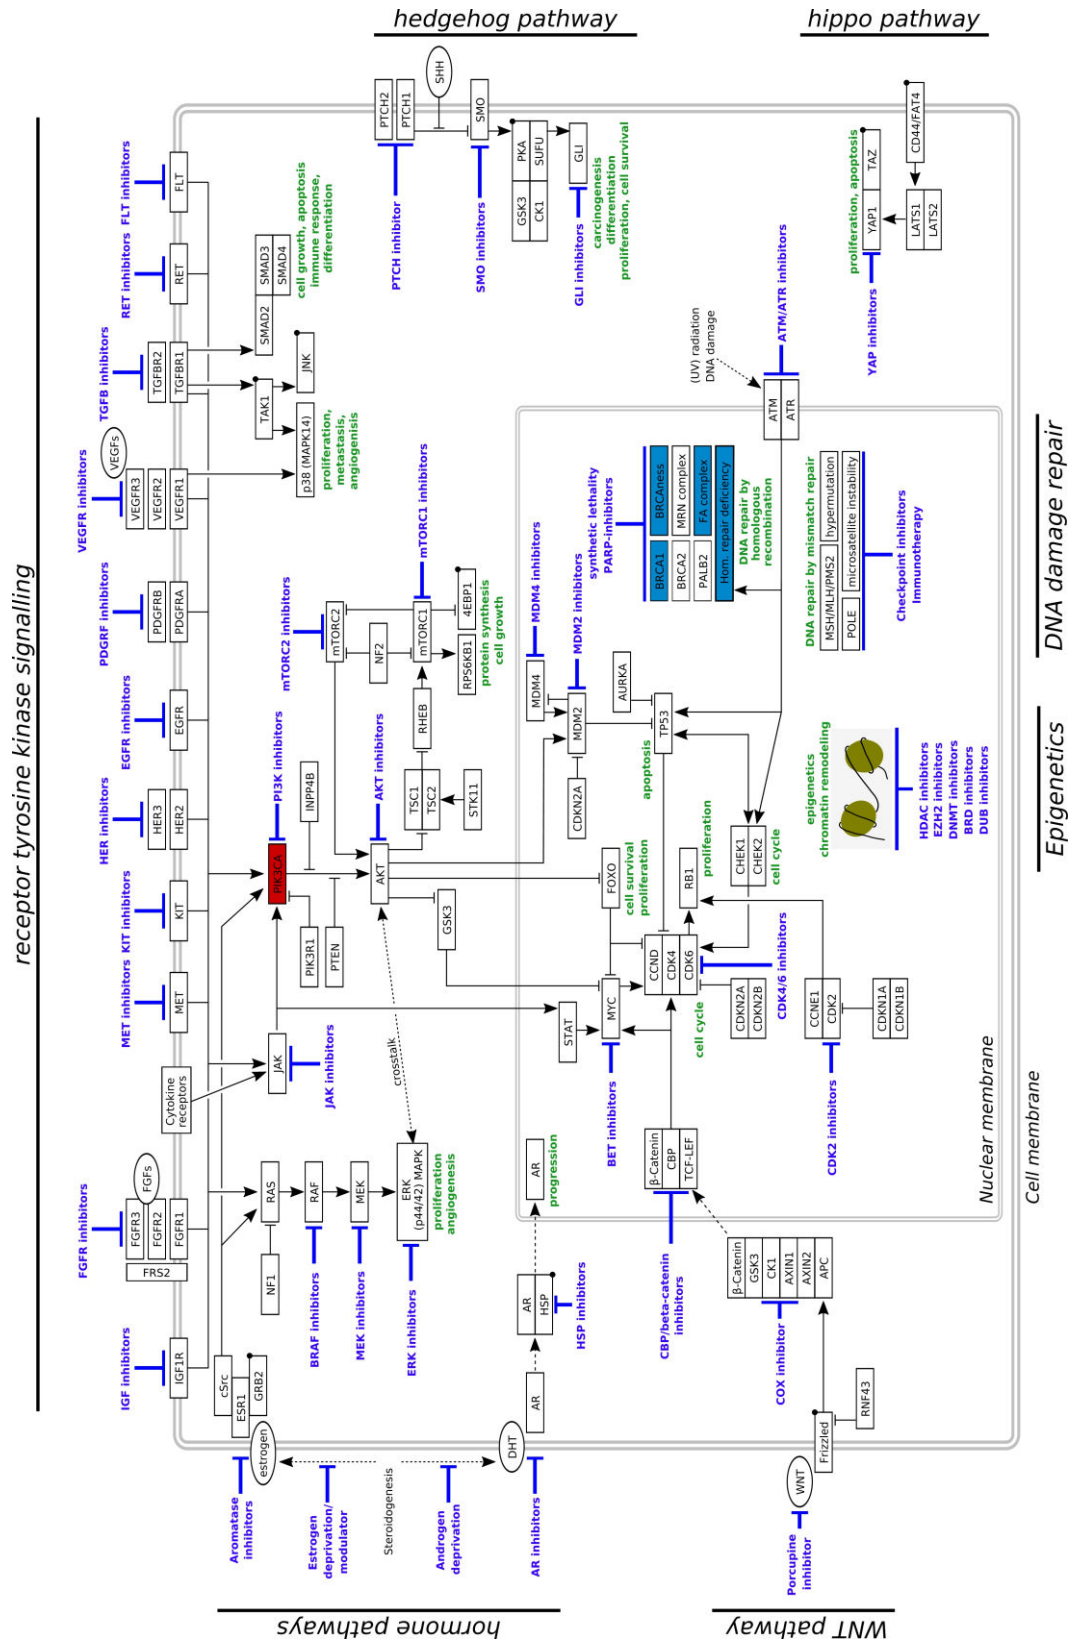 receptor tyrosine kinase signalling
IGF inhibitors
FGFR inhibitors
MET inhibitors
KIT inhibitors
HER inhibitors
EGFR inhibitors
PDGRF inhibitors
VEGFR inhibitors
TGFB inhibitors
RET inhibitors
FLT inhibitors
IGF1R
FRS2
FGFR3
FGFR2
FGFR1
FGFs
Cytokine
receptors
MET
KIT
HER3
HER2
EGFR
PDGFRB
PDGFRA
VEGFR3
VEGFR2
VEGFR1
VEGFs
TGFBR2
TGFBR1
RET
FLT
cSrc
ESR1
GRB2
estrogen
NF1
RAS
RAF
MEK
ERK
(p44/42) MAPK
proliferation
angiogenesis
BRAF inhibitors
MEK inhibitors
ERK inhibitors
JAK
JAK inhibitors
PIK3CA
PI3K inhibitors
PIK3R1
PTEN
INPP4B
AKT
AKT inhibitors
crosstalk
GSK3
TSC1
TSC2
STK11
RHEB
mTORC2 inhibitors
mTORC2
NF2
mTORC1
mTORC1 inhibitors
RPS6KB1
4EBP1
protein synthesis
cell growth
TAK1
p38 (MAPK14)
JNK
proliferation,
metastasis,
angiogenisis
SMAD2
SMAD3
SMAD4
cell growth, apoptosis
immune response,
differentiation
hedgehog pathway
PTCH2
PTCH1
SHH
SMO
PTCH inhibitor
SMO inhibitors
GSK3
PKA
CK1
SUFU
GLI
GLI inhibitors
carcinogenesis
differentiation
proliferation, cell survival
hippo pathway
CD44/FAT4
LATS1
LATS2
YAP1
TAZ
proliferation, apoptosis
YAP inhibitors
hormone pathways
Aromatase
inhibitors
Estrogen
deprivation/
modulator
Steroidogenesis
Androgen
deprivation
DHT
AR inhibitors
AR
AR
HSP
HSP inhibitors
AR
progression
WNT pathway
Porcupine
inhibitor
WNT
Frizzled
RNF43
β-Catenin
GSK3
CK1
AXIN1
AXIN2
APC
COX inhibitor
β-Catenin
CBP
TCF-LEF
CBP/beta-catenin
inhibitors
STAT
MYC
BET inhibitors
FOXO
cell survival
proliferation
CCND
CDK4
CDK6
cell cycle
CDK4/6 inhibitors
CDKN2A
CDKN2B
RB1
proliferation
CCNE1
CDK2
CDK2 inhibitors
CDKN1A
CDKN1B
CHEK1
CHEK2
cell cycle
CDKN2A
MDM4
MDM4 inhibitors
MDM2
MDM2 inhibitors
AURKA
TP53
apoptosis
synthetic lethality
PARP-inhibitors
BRCA1
BRCAness
BRCA2
MRN complex
PALB2
FA complex
Hom. repair deficiency
DNA repair by
homologous
recombination
(UV) radiation
DNA damage
ATM
ATR
ATM/ATR inhibitors
DNA repair by mismatch repair
MSH/MLH/PMS2
hypermutation
POLE
microsatellite instability
Checkpoint inhibitors
Immunotherapy
epigenetics
chromatin remodeling
HDAC inhibitors
EZH2 inhibitors
DNMT inhibitors
BRD inhibitors
DUB inhibitors
Nuclear membrane
Cell membrane
Epigenetics
DNA damage repair